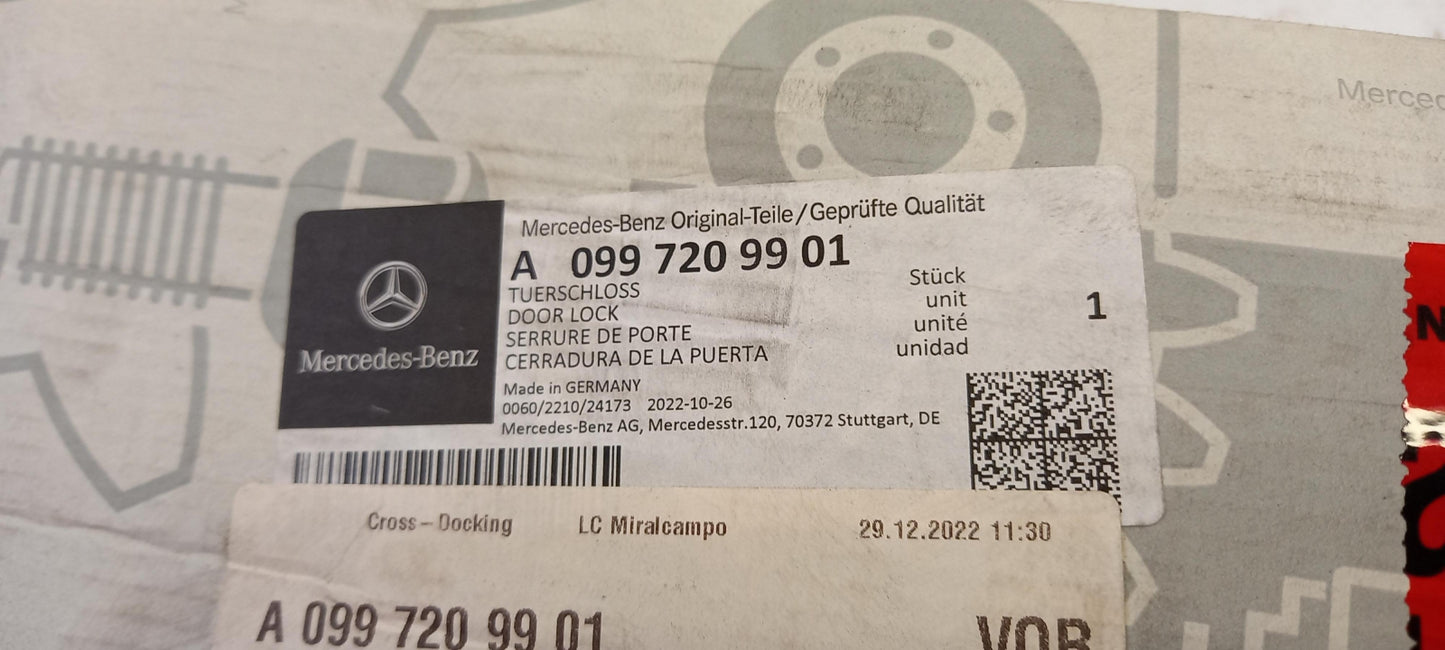 Merced
Mercedes-Benz Original-Teile/Geprüfte Qualität
A 099 720 99 01
TUERSCHLOSS
DOOR LOCK
SERRURE DE PORTE
CERRADURA DE LA PUERTA
Stück
unit
unité
unidad
1
Mercedes-Benz
Made in GERMANY
0060/2210/24173 2022-10-26
Mercedes-Benz AG, Mercedesstr.120, 70372 Stuttgart, DE
N
Cross-Docking LC Miralcampo 29.12.2022 11:30
A 099 720 99 01 VOR